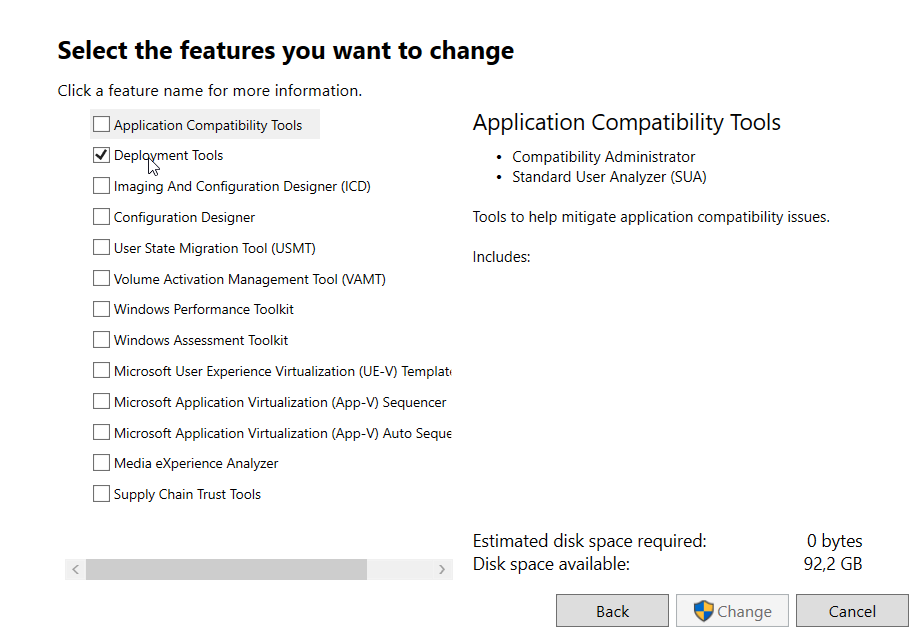 Select the features you want to change
Click a feature name for more information.
Application Compatibility Tools
Deployment Tools
Imaging And Configuration Designer (ICD)
Configuration Designer
User State Migration Tool (USMT)
Volume Activation Management Tool (VAMT)
Windows Performance Toolkit
Windows Assessment Toolkit
Microsoft User Experience Virtualization (UE-V) Templat
Microsoft Application Virtualization (App-V) Sequencer
Microsoft Application Virtualization (App-V) Auto Seque
Media eXperience Analyzer
Supply Chain Trust Tools
Application Compatibility Tools
• Compatibility Administrator
• Standard User Analyzer (SUA)
Tools to help mitigate application compatibility issues.
Includes:
Estimated disk space required: 0 bytes
Disk space available: 92,2 GB
Back Change Cancel